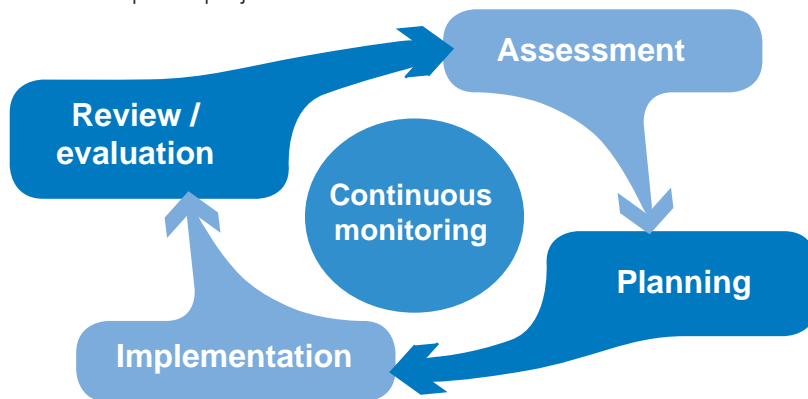 Assessment
Review /
evaluation
Continuous
monitoring
Planning
Implementation